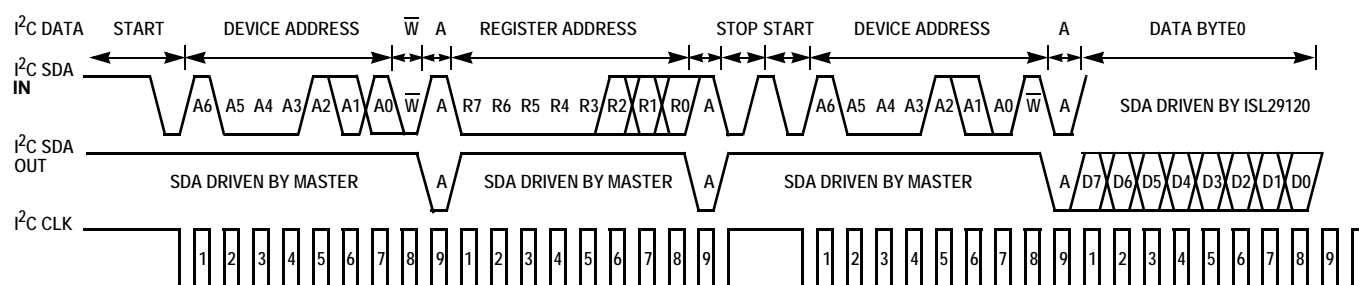 I²C DATA START DEVICE ADDRESS W̅ A REGISTER ADDRESS STOP START DEVICE ADDRESS A DATA BYTE0
I²C SDA IN A6 A5 A4 A3 A2 A1 A0 W̅ A R7 R6 R5 R4 R3 R2 R1 R0 A A6 A5 A4 A3 A2 A1 A0 W̅ A SDA DRIVEN BY ISL29120
I²C SDA OUT SDA DRIVEN BY MASTER A SDA DRIVEN BY MASTER A SDA DRIVEN BY MASTER A D7 D6 D5 D4 D3 D2 D1 D0
I²C CLK 1 2 3 4 5 6 7 8 9 1 2 3 4 5 6 7 8 9 1 2 3 4 5 6 7 8 9 1 2 3 4 5 6 7 8 9